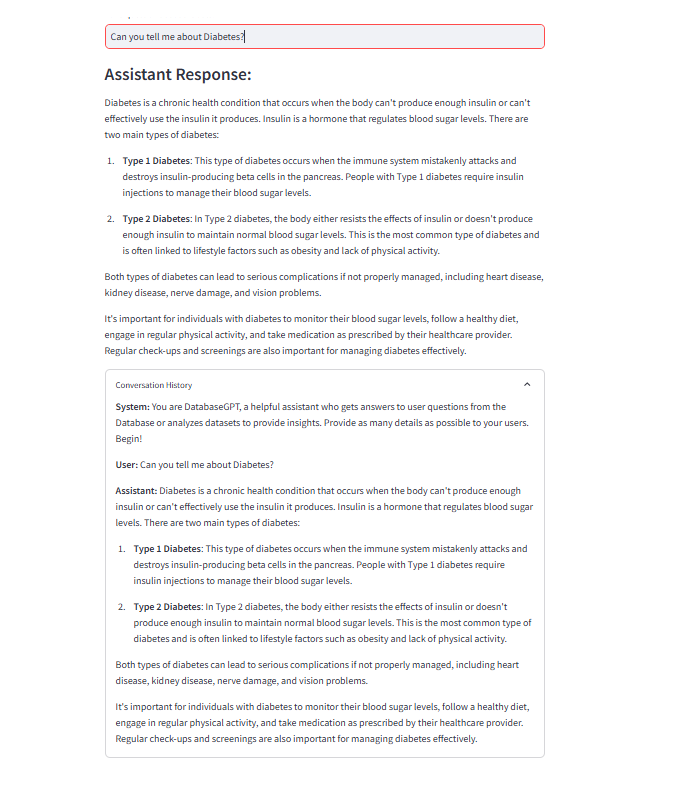 Can you tell me about Diabetes?
Assistant Response:
Diabetes is a chronic health condition that occurs when the body can't produce enough insulin or can't
effectively use the insulin it produces. Insulin is a hormone that regulates blood sugar levels. There are
two main types of diabetes:
1. Type 1 Diabetes: This type of diabetes occurs when the immune system mistakenly attacks and
destroys insulin-producing beta cells in the pancreas. People with Type 1 diabetes require insulin
injections to manage their blood sugar levels.
2. Type 2 Diabetes: In Type 2 diabetes, the body either resists the effects of insulin or doesn't produce
enough insulin to maintain normal blood sugar levels. This is the most common type of diabetes and
is often linked to lifestyle factors such as obesity and lack of physical activity.
Both types of diabetes can lead to serious complications if not properly managed, including heart disease,
kidney disease, nerve damage, and vision problems.
It's important for individuals with diabetes to monitor their blood sugar levels, follow a healthy diet,
engage in regular physical activity, and take medication as prescribed by their healthcare provider.
Regular check-ups and screenings are also important for managing diabetes effectively.
Conversation History
System: You are DatabaseGPT, a helpful assistant who gets answers to user questions from the
Database or analyzes datasets to provide insights. Provide as many details as possible to your users.
Begin!
User: Can you tell me about Diabetes?
Assistant: Diabetes is a chronic health condition that occurs when the body can't produce enough
insulin or can't effectively use the insulin it produces. Insulin is a hormone that regulates blood sugar
levels. There are two main types of diabetes:
1. Type 1 Diabetes: This type of diabetes occurs when the immune system mistakenly attacks and
destroys insulin-producing beta cells in the pancreas. People with Type 1 diabetes require
insulin injections to manage their blood sugar levels.
2. Type 2 Diabetes: In Type 2 diabetes, the body either resists the effects of insulin or doesn't
produce enough insulin to maintain normal blood sugar levels. This is the most common type of
diabetes and is often linked to lifestyle factors such as obesity and lack of physical activity.
Both types of diabetes can lead to serious complications if not properly managed, including heart
disease, kidney disease, nerve damage, and vision problems.
It's important for individuals with diabetes to monitor their blood sugar levels, follow a healthy diet,
engage in regular physical activity, and take medication as prescribed by their healthcare provider.
Regular check-ups and screenings are also important for managing diabetes effectively.